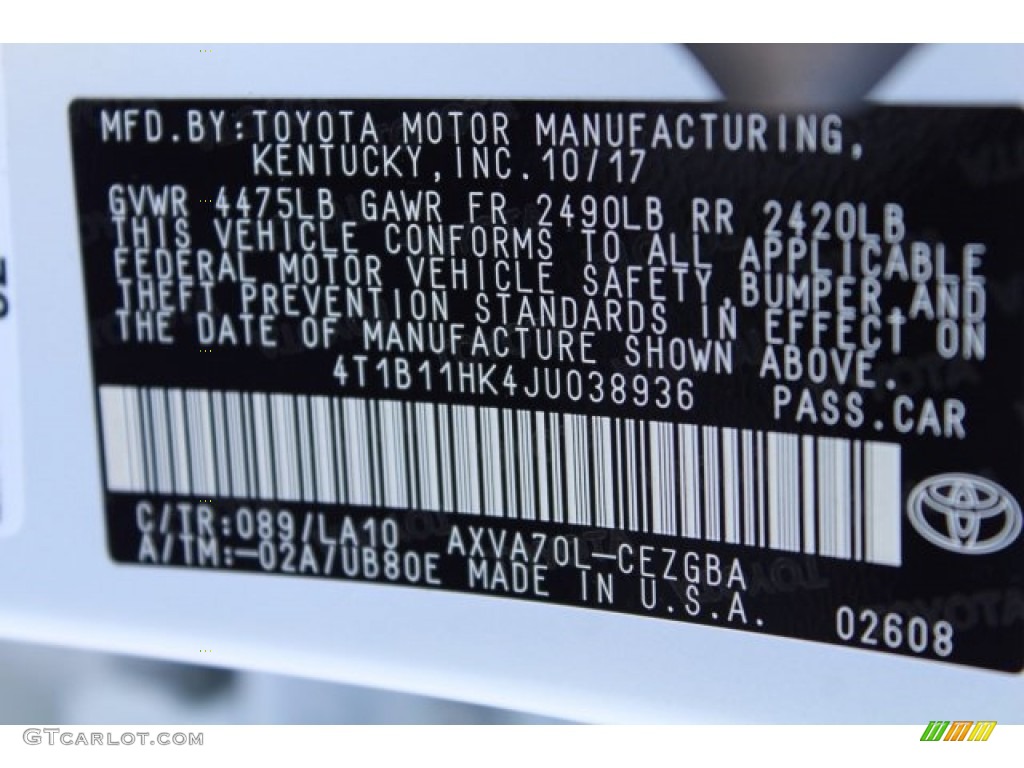 MFD.BY:TOYOTA MOTOR MANUFACTURING,
KENTUCKY,INC.10/17
GVWR 4475LB GAWR FR 2490LB RR 2420LB
THIS VEHICLE CONFORMS TO ALL APPLICABLE
FEDERAL MOTOR VEHICLE SAFETY,BUMPER,AND
THEFT PREVENTION STANDARDS IN EFFECT ON
THE DATE OF MANUFACTURE SHOWN ABOVE.
4T1B11HK4JU038936 PASS.CAR
C/TR:089/LA10 AXVA70L-CEZGBA
A/TM:-02A/UB80E MADE IN U.S.A.
02608
GTCARLOT.COM